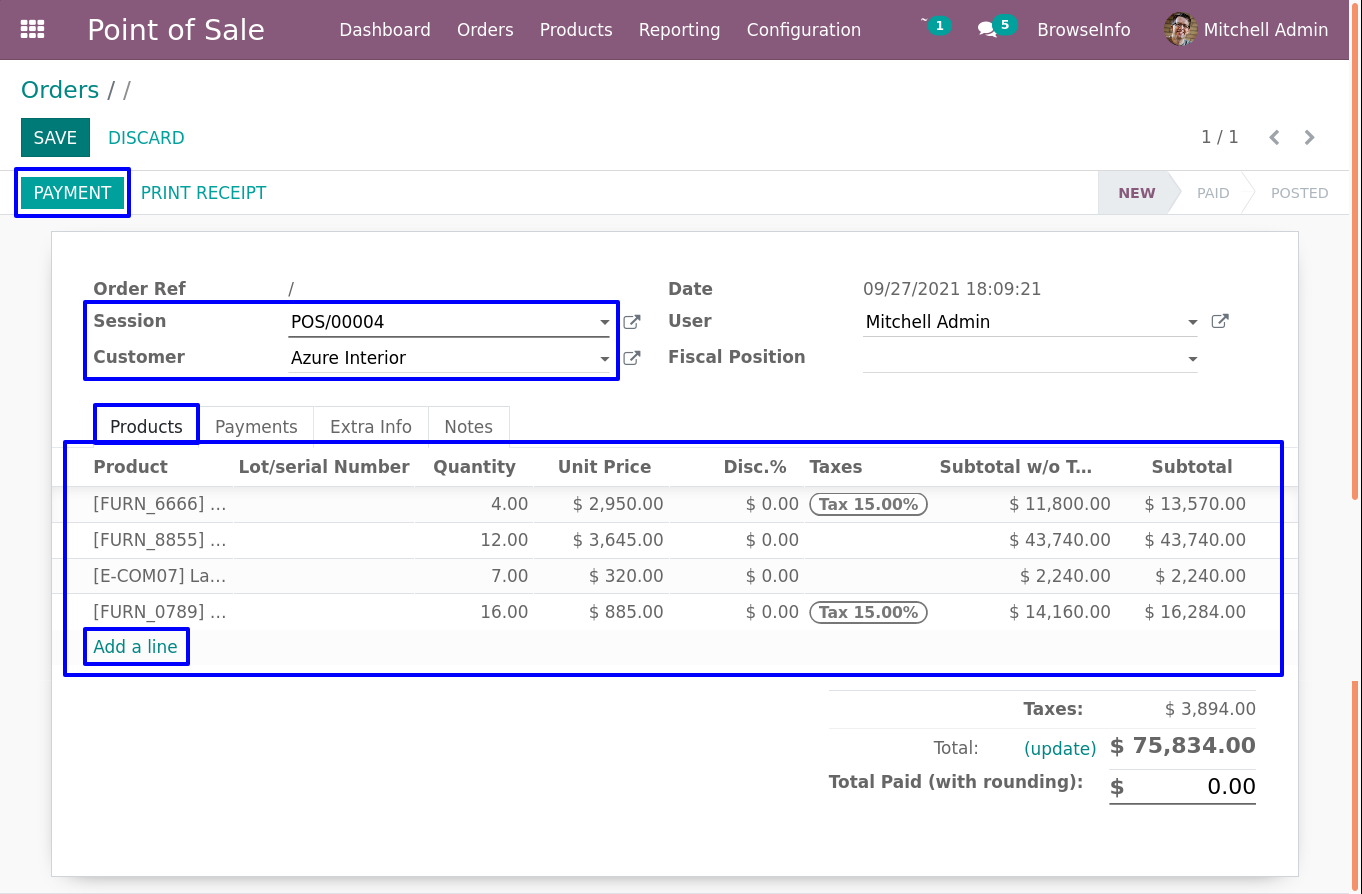 Point of Sale Dashboard Orders Products Reporting Configuration 1 5 BrowseInfo Mitchell Admin
Orders / /
SAVE DISCARD 1 / 1
PAYMENT PRINT RECEIPT NEW PAID POSTED
Order Ref / Date 09/27/2021 18:09:21
Session POS/00004 User Mitchell Admin
Customer Azure Interior Fiscal Position
Products Payments Extra Info Notes
Product Lot/serial Number Quantity Unit Price Disc.% Taxes Subtotal w/o T... Subtotal
[FURN_6666] ... 4.00 $ 2,950.00 $ 0.00 Tax 15.00% $ 11,800.00 $ 13,570.00
[FURN_8855] ... 12.00 $ 3,645.00 $ 0.00 $ 43,740.00 $ 43,740.00
[E-COM07] La... 7.00 $ 320.00 $ 0.00 $ 2,240.00 $ 2,240.00
[FURN_0789] ... 16.00 $ 885.00 $ 0.00 Tax 15.00% $ 14,160.00 $ 16,284.00
Add a line
Taxes: $ 3,894.00
Total: (update) $ 75,834.00
Total Paid (with rounding): $ 0.00